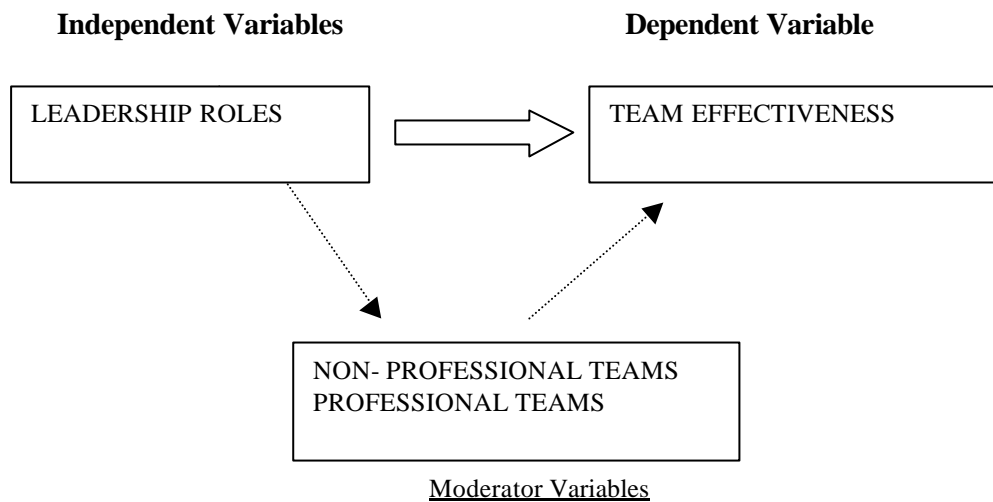 Independent Variables
Dependent Variable
LEADERSHIP ROLES
TEAM EFFECTIVENESS
NON- PROFESSIONAL TEAMS
PROFESSIONAL TEAMS
Moderator Variables